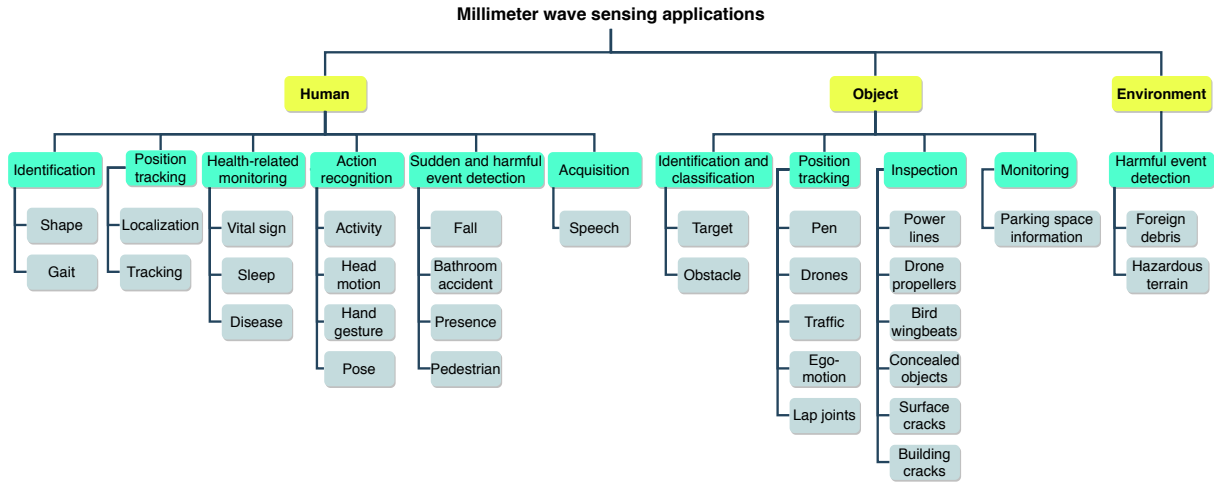 Millimeter wave sensing applications
Human
Object
Environment
Identification
Position
tracking
Health-related
monitoring
Action
recognition
Sudden and harmful
event detection
Acquisition
Identification and
classification
Position
tracking
Inspection
Monitoring
Harmful event
detection
Shape
Gait
Localization
Tracking
Vital sign
Sleep
Disease
Activity
Head
motion
Hand
gesture
Pose
Fall
Bathroom
accident
Presence
Pedestrian
Speech
Target
Obstacle
Pen
Drones
Traffic
Ego-
motion
Lap joints
Power
lines
Drone
propellers
Bird
wingbeats
Concealed
objects
Surface
cracks
Building
cracks
Parking space
information
Foreign
debris
Hazardous
terrain